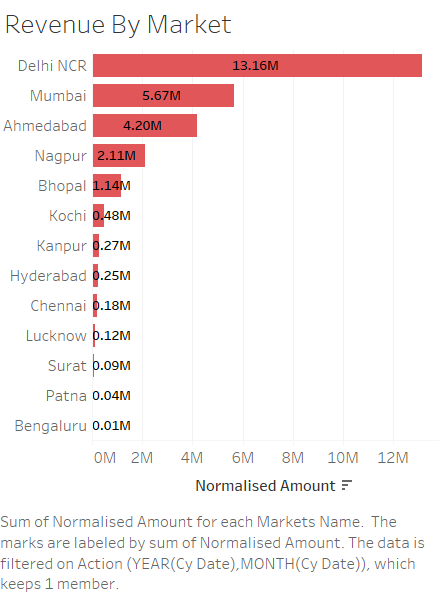 Revenue By Market
Delhi NCR 13.16M
Mumbai 5.67M
Ahmedabad 4.20M
Nagpur 2.11M
Bhopal 1.14M
Kochi 0.48M
Kanpur 0.27M
Hyderabad 0.25M
Chennai 0.18M
Lucknow 0.12M
Surat 0.09M
Patna 0.04M
Bengaluru 0.01M
0M 2M 4M 6M 8M 10M 12M
Normalised Amount
Sum of Normalised Amount for each Markets Name. The
marks are labeled by sum of Normalised Amount. The data is
filtered on Action (YEAR(Cy Date),MONTH(Cy Date)), which
keeps 1 member.